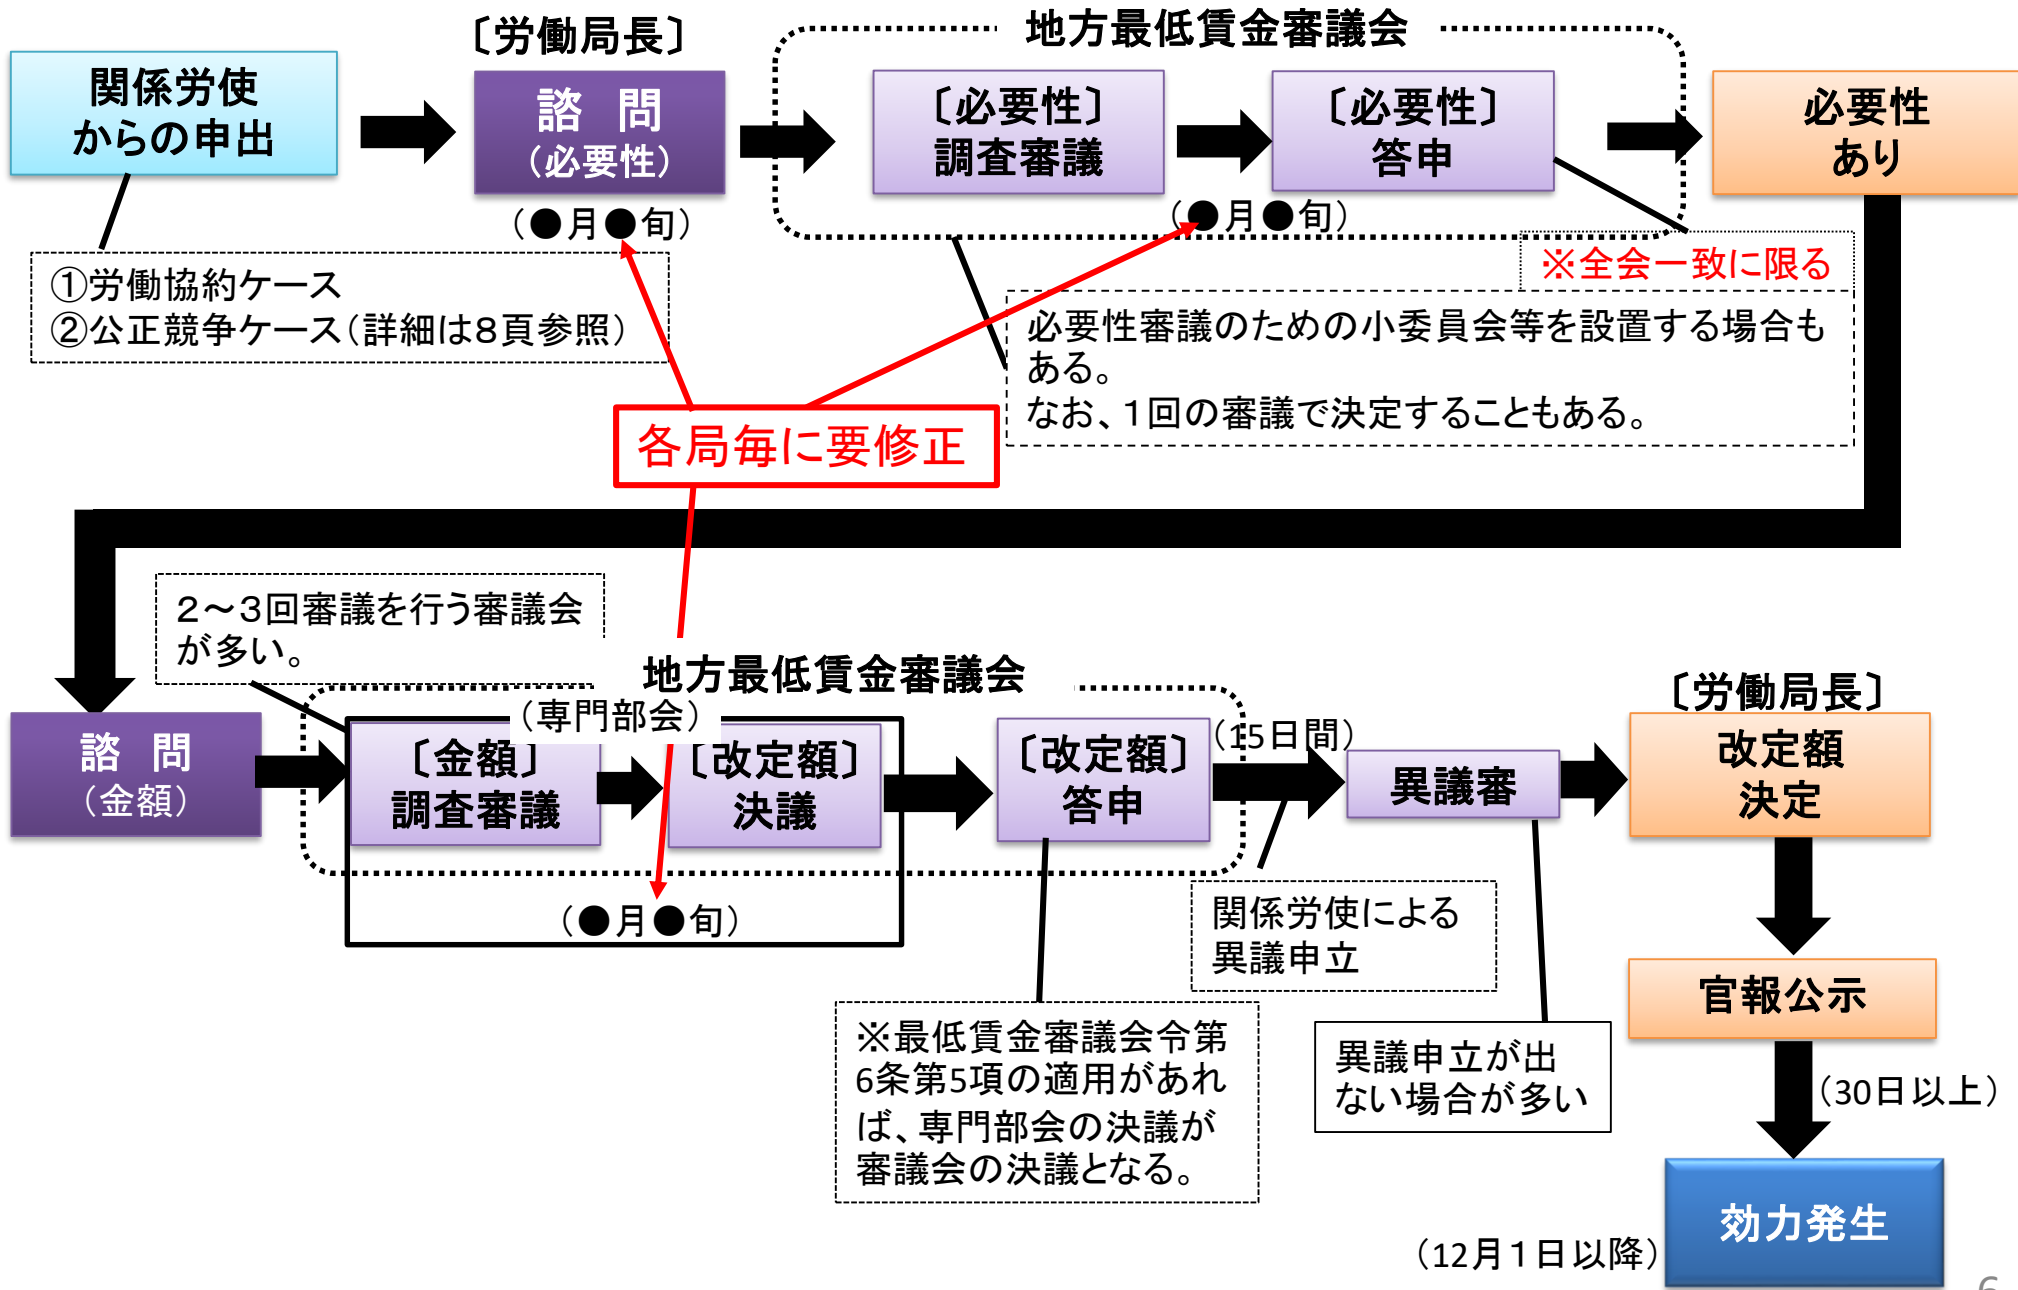 〔労働局長〕
地方最低賃金審議会
関係労使
からの申出
諮　問
（必要性）
〔必要性〕
調査審議
〔必要性〕
答申
必要性
あり
（●月●旬）
（●月●旬）
※全会一致に限る
①労働協約ケース
②公正競争ケース（詳細は８頁参照）
必要性審議のための小委員会等を設置する場合も
ある。
なお、１回の審議で決定することもある。
各局毎に要修正
２～３回審議を行う審議会
が多い。
地方最低賃金審議会
〔労働局長〕
（専門部会）
諮　問
（金額）
〔金額〕
調査審議
〔改定額〕
決議
〔改定額〕
答申
（15日間）
異議審
改定額
決定
（●月●旬）
関係労使による
異議申立
官報公示
※最低賃金審議会令第
6条第5項の適用があれ
ば、専門部会の決議が
審議会の決議となる。
異議申立が出
ない場合が多い
（30日以上）
効力発生
（12月１日以降）
6